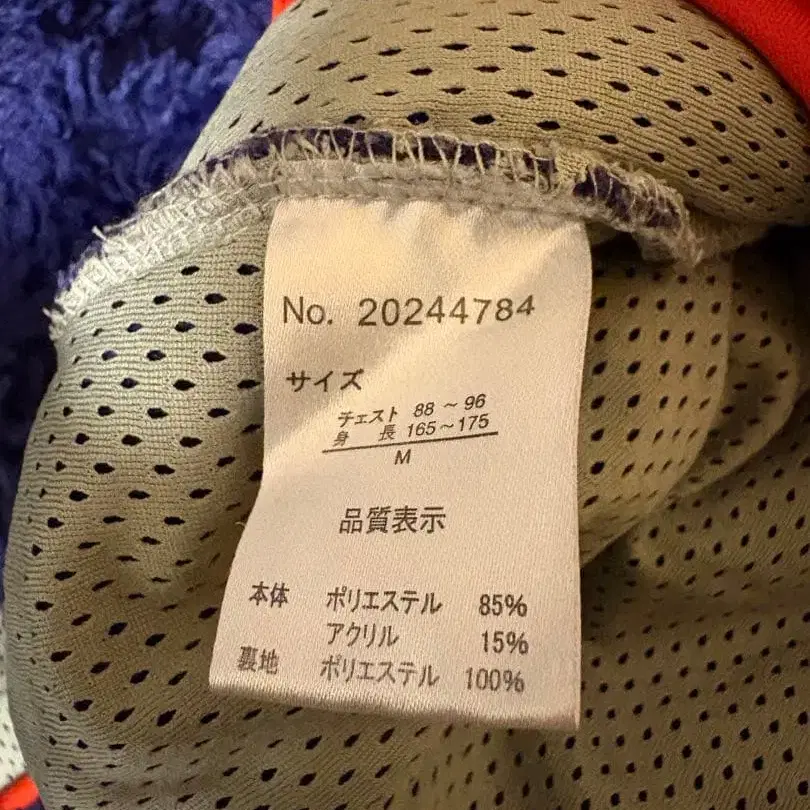 No. 20244784
サイズ
チェスト 88 ~ 96
身 長 165~175
M
品質表示
本体 ポリエステル 85%
アクリル 15%
裏地 ポリエステル 100%